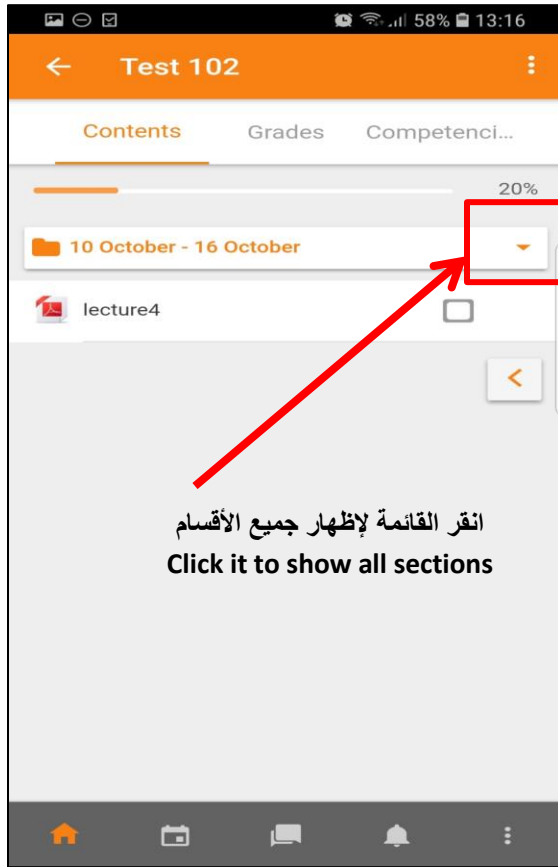 58% 13:16
Test 102
Contents Grades Competenci...
20%
10 October - 16 October
lecture4
انقر القائمة لإظهار جميع الأقسام
Click it to show all sections